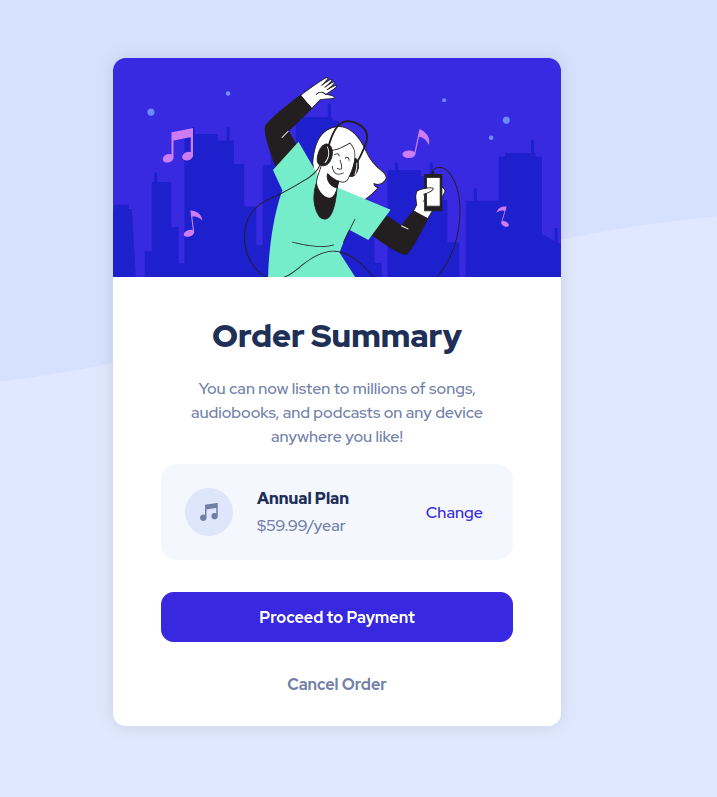 Order Summary
You can now listen to millions of songs,
audiobooks, and podcasts on any device
anywhere you like!
Annual Plan
$59.99/year
Change
Proceed to Payment
Cancel Order